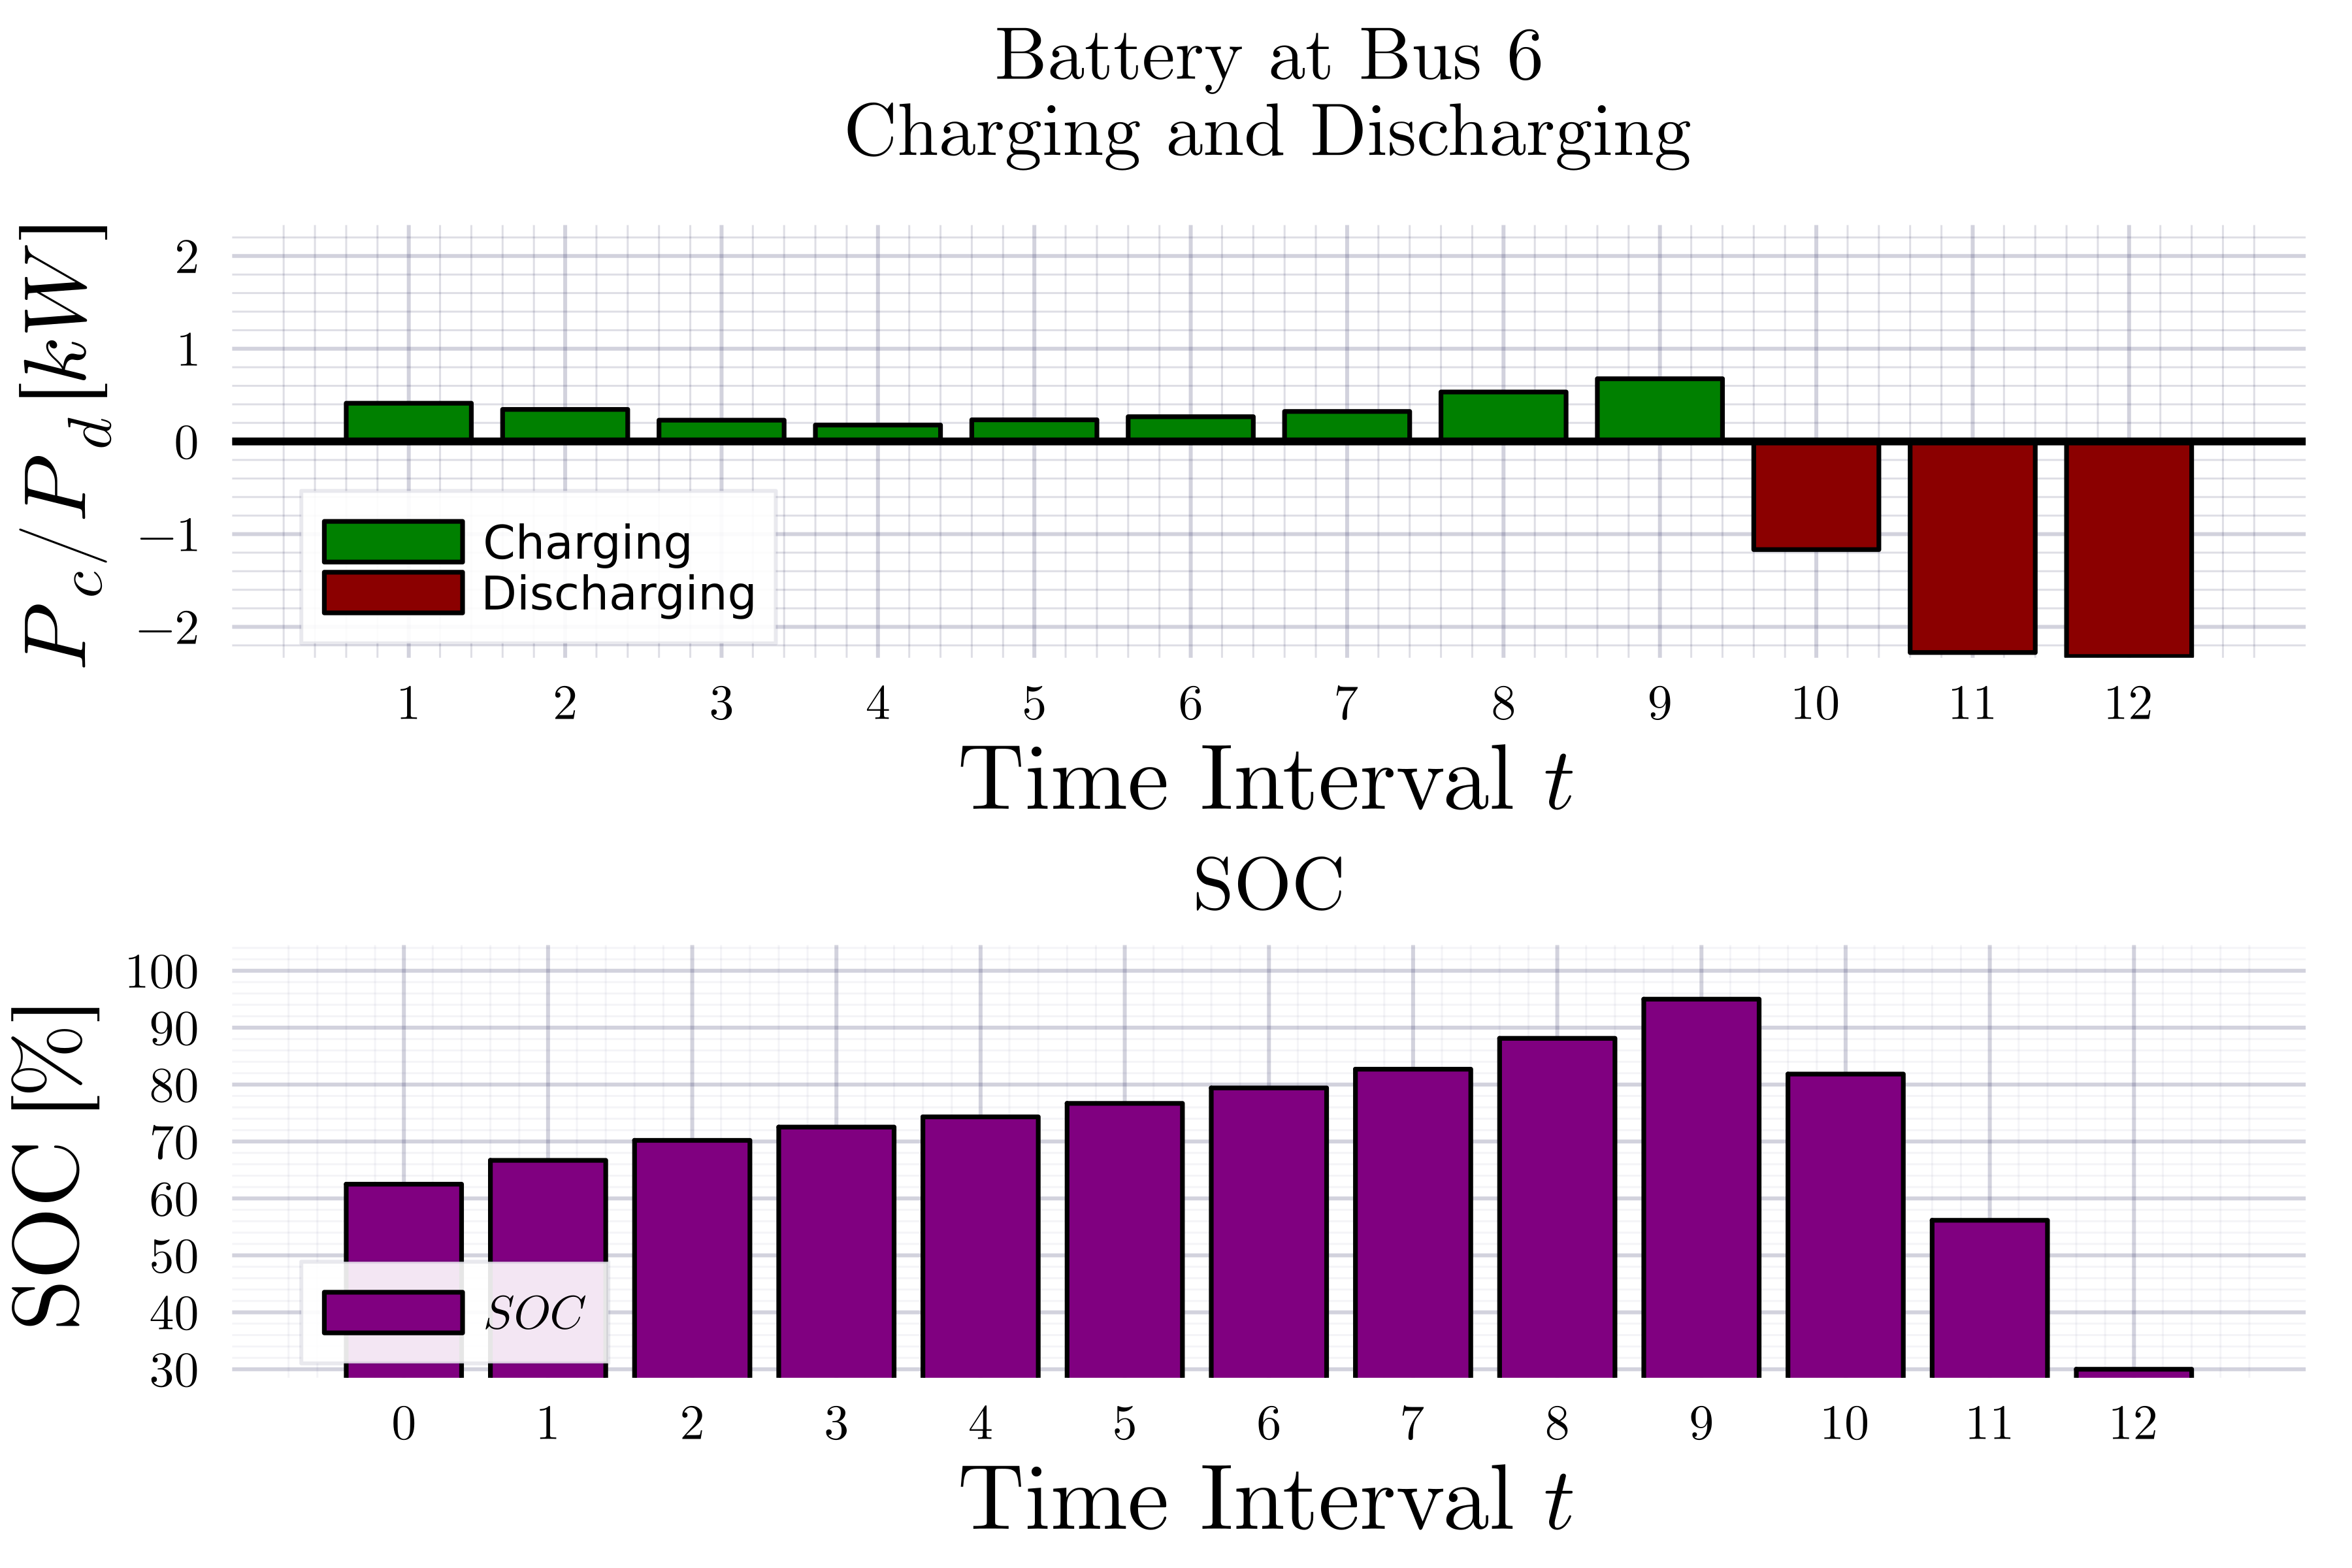 Battery at Bus 6
Charging and Discharging
P_c/P_d [kW]
2
1
0
−1
−2
Charging
Discharging
1 2 3 4 5 6 7 8 9 10 11 12
Time Interval t
SOC
SOC [%]
100
90
80
70
60
50
40
30
SOC
0 1 2 3 4 5 6 7 8 9 10 11 12
Time Interval t